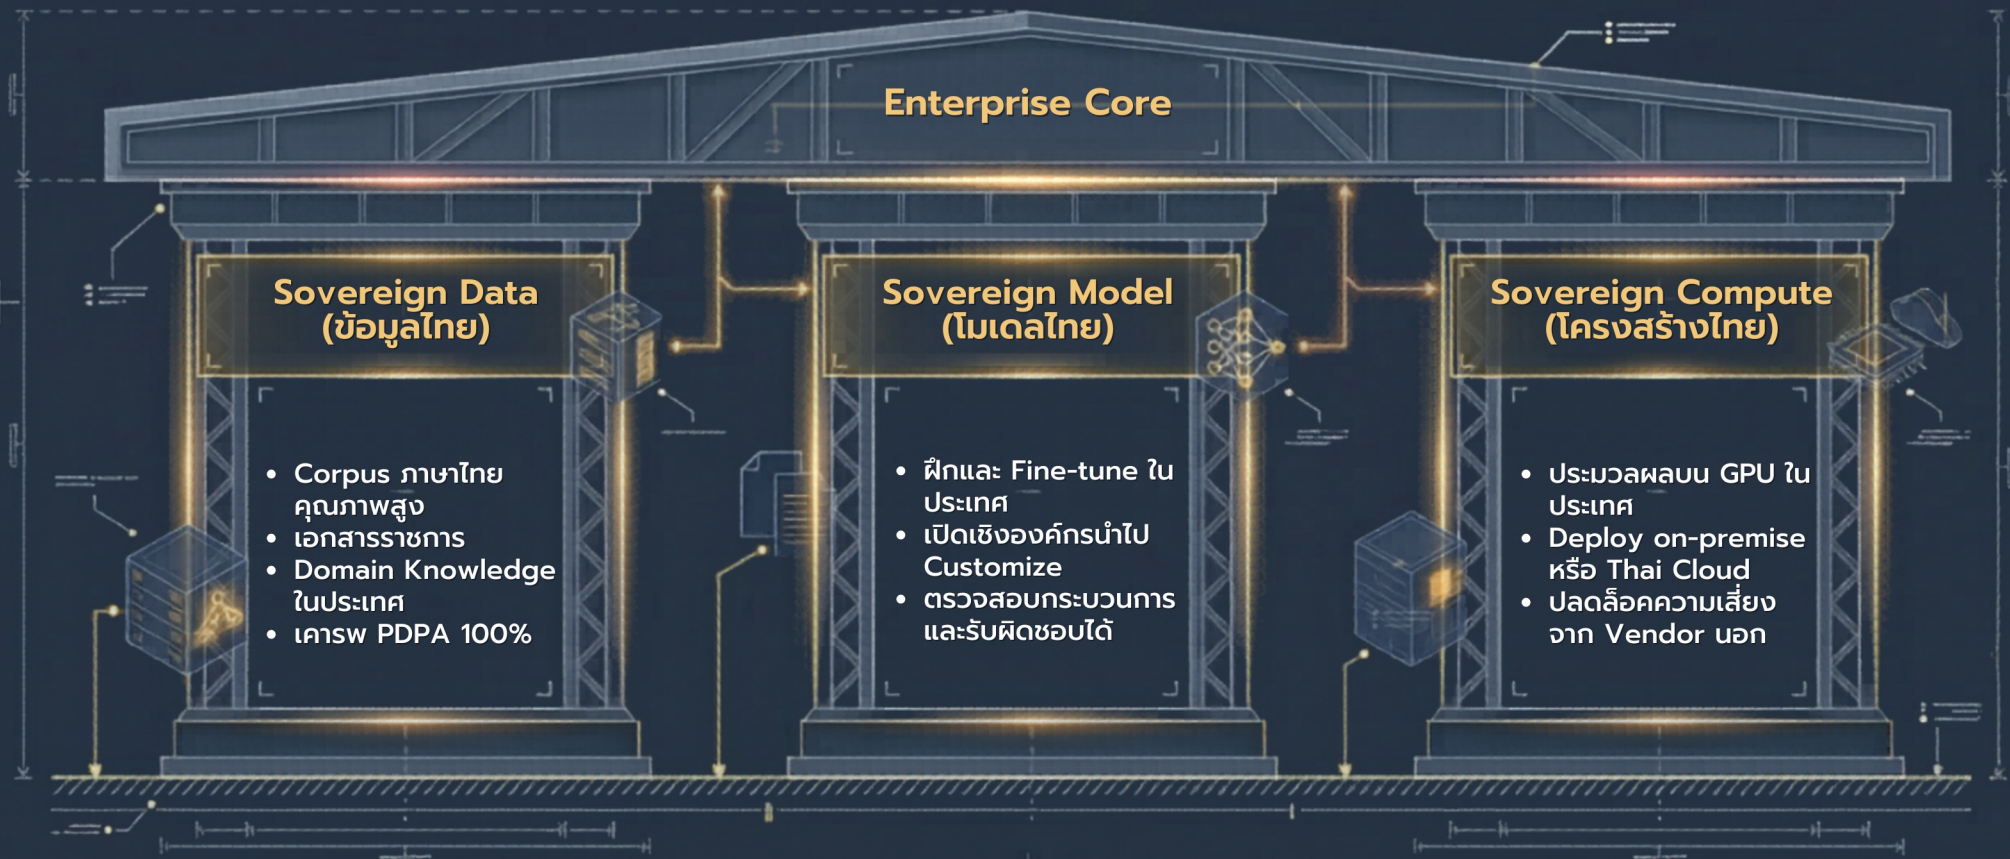 Enterprise Core
Sovereign Data
(ข้อมูลไทย)
• Corpus ภาษาไทย
คุณภาพสูง
• เอกสารราชการ
• Domain Knowledge
ในประเทศ
• เคารพ PDPA 100%
Sovereign Model
(โมเดลไทย)
• ฝึกและ Fine-tune ใน
ประเทศ
• เปิดเชิงองค์กรนำไป
Customize
• ตรวจสอบกระบวนการ
และรับผิดชอบได้
Sovereign Compute
(โครงสร้างไทย)
• ประมวลผลบน GPU ใน
ประเทศ
• Deploy on-premise
หรือ Thai Cloud
• ปลดล็อคความเสี่ยง
จาก Vendor นอก